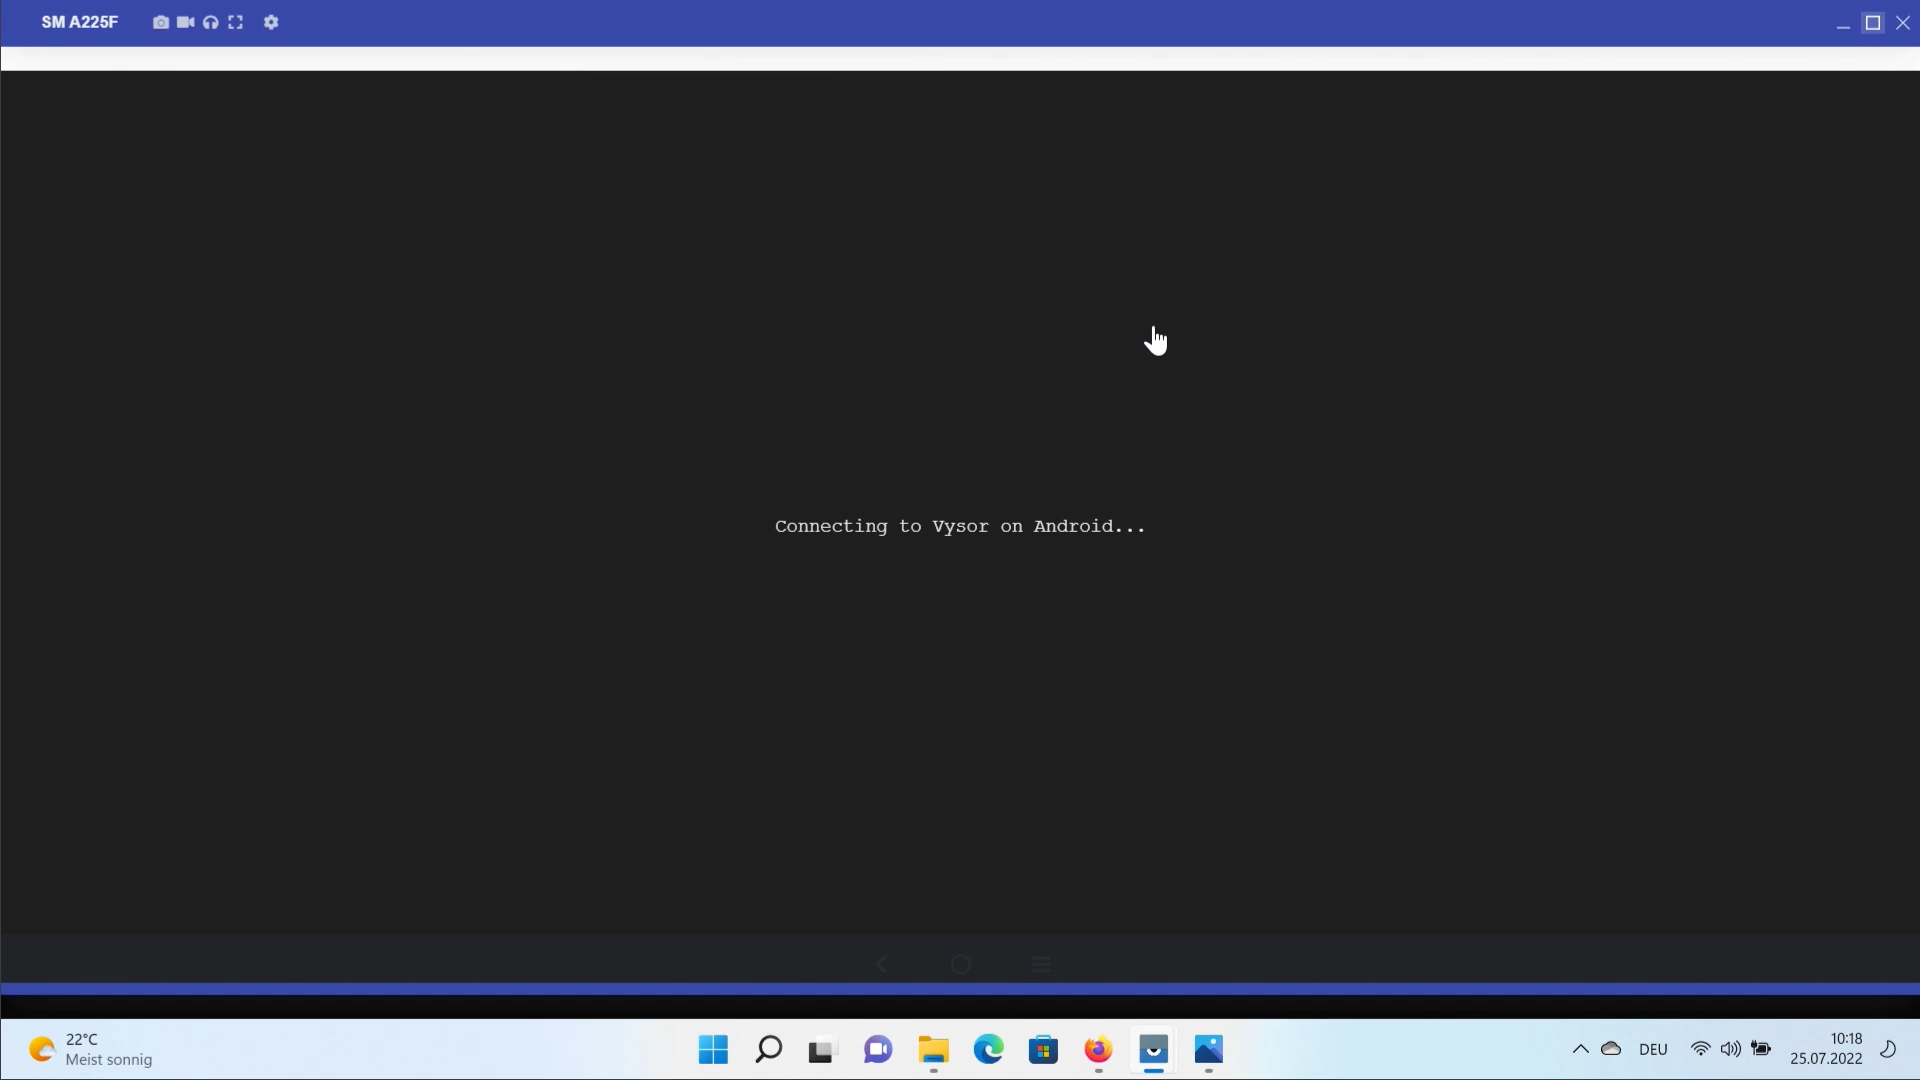 SM A225F
Connecting to Vysor on Android...
22°C
Meist sonnig
DEU
10:18
25.07.2022